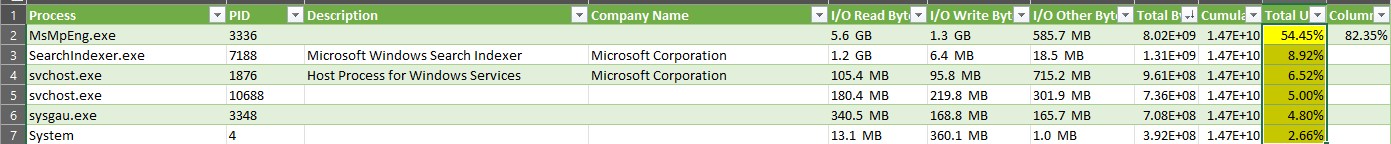 1 Process PID Description Company Name I/O Read Byt I/O Write Byt I/O Other Byt Total By Cumula Total U Column
2 MsMpEng.exe 3336 5.6 GB 1.3 GB 585.7 MB 8.02E+09 1.47E+10 54.45% 82.35%
3 SearchIndexer.exe 7188 Microsoft Windows Search Indexer Microsoft Corporation 1.2 GB 6.4 MB 18.5 MB 1.31E+09 1.47E+10 8.92%
4 svchost.exe 1876 Host Process for Windows Services Microsoft Corporation 105.4 MB 95.8 MB 715.2 MB 9.61E+08 1.47E+10 6.52%
5 svchost.exe 10688 180.4 MB 219.8 MB 301.9 MB 7.36E+08 1.47E+10 5.00%
6 sysgau.exe 3348 340.5 MB 168.8 MB 165.7 MB 7.08E+08 1.47E+10 4.80%
7 System 4 13.1 MB 360.1 MB 1.0 MB 3.92E+08 1.47E+10 2.66%